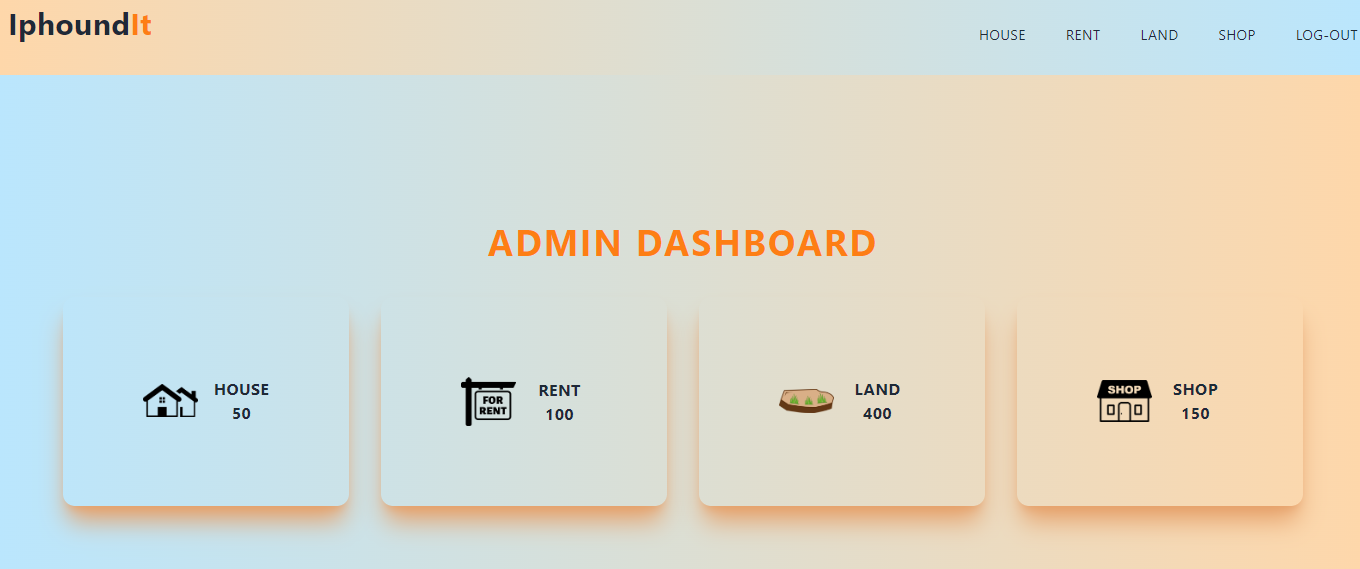 IphoundIt
HOUSE RENT LAND SHOP LOG-OUT
ADMIN DASHBOARD
HOUSE
50
FOR
RENT
RENT
100
LAND
400
SHOP
SHOP
150